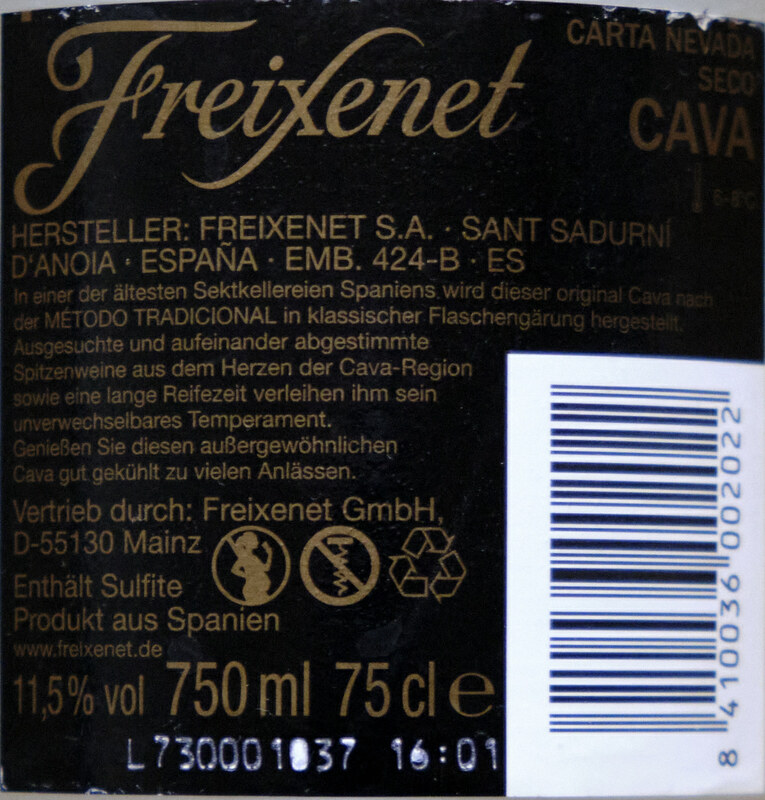 Freixenet
CARTA NEVADA
SECO
CAVA
6-8°C
HERSTELLER: FREIXENET S.A. · SANT SADURNÍ
D'ANOIA · ESPAÑA · EMB. 424-B · ES
In einer der ältesten Sektkellereien Spaniens wird dieser original Cava nach
der MÉTODO TRADICIONAL in klassischer Flaschengärung hergestellt.
Ausgesuchte und aufeinander abgestimmte
Spitzenweine aus dem Herzen der Cava-Region
sowie eine lange Reifezeit verleihen ihm sein
unverwechselbares Temperament.
Genießen Sie diesen außergewöhnlichen
Cava gut gekühlt zu vielen Anlässen.
Vertrieb durch: Freixenet GmbH,
D-55130 Mainz
Enthält Sulfite
Produkt aus Spanien
www.freixenet.de
11,5% vol 750 ml 75 cl e
L730001037 16:01
8 410036 002022